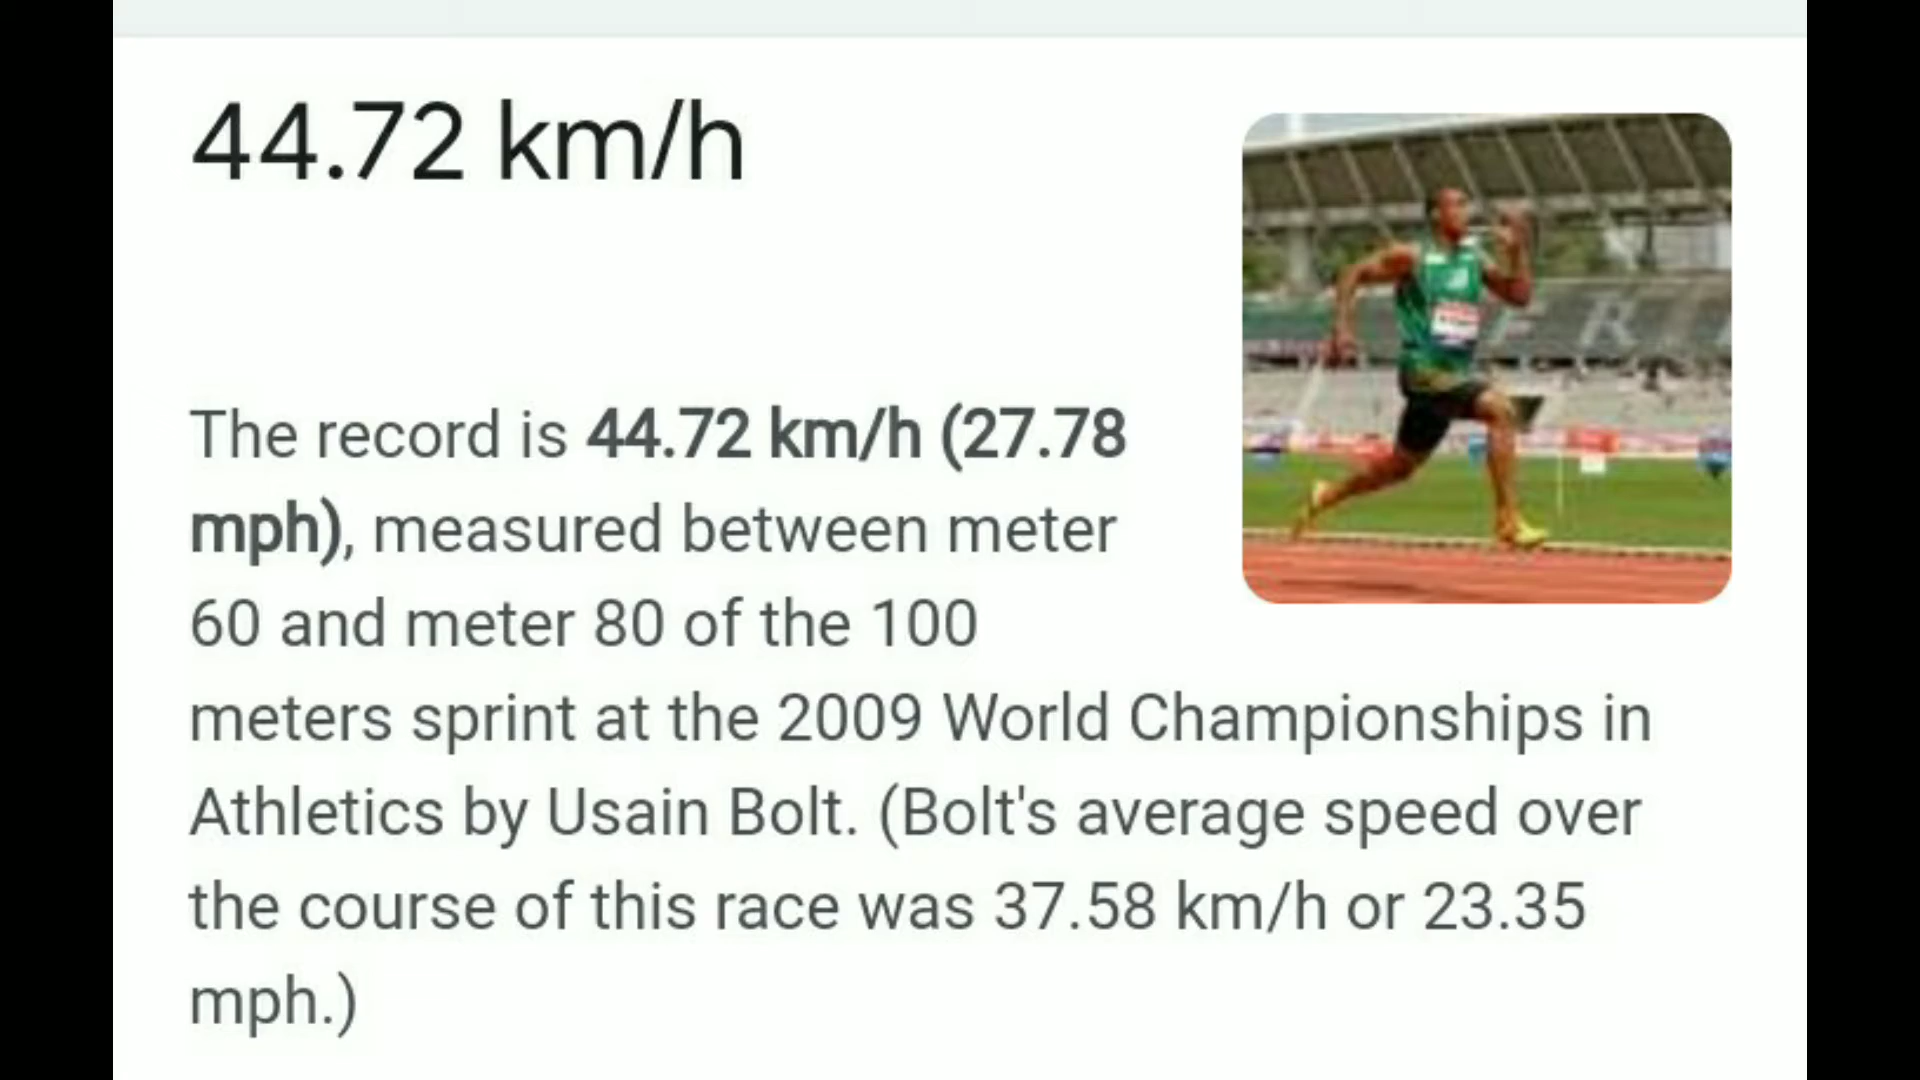 44.72 km/h
The record is 44.72 km/h (27.78
mph), measured between meter
60 and meter 80 of the 100
meters sprint at the 2009 World Championships in
Athletics by Usain Bolt. (Bolt's average speed over
the course of this race was 37.58 km/h or 23.35
mph.)